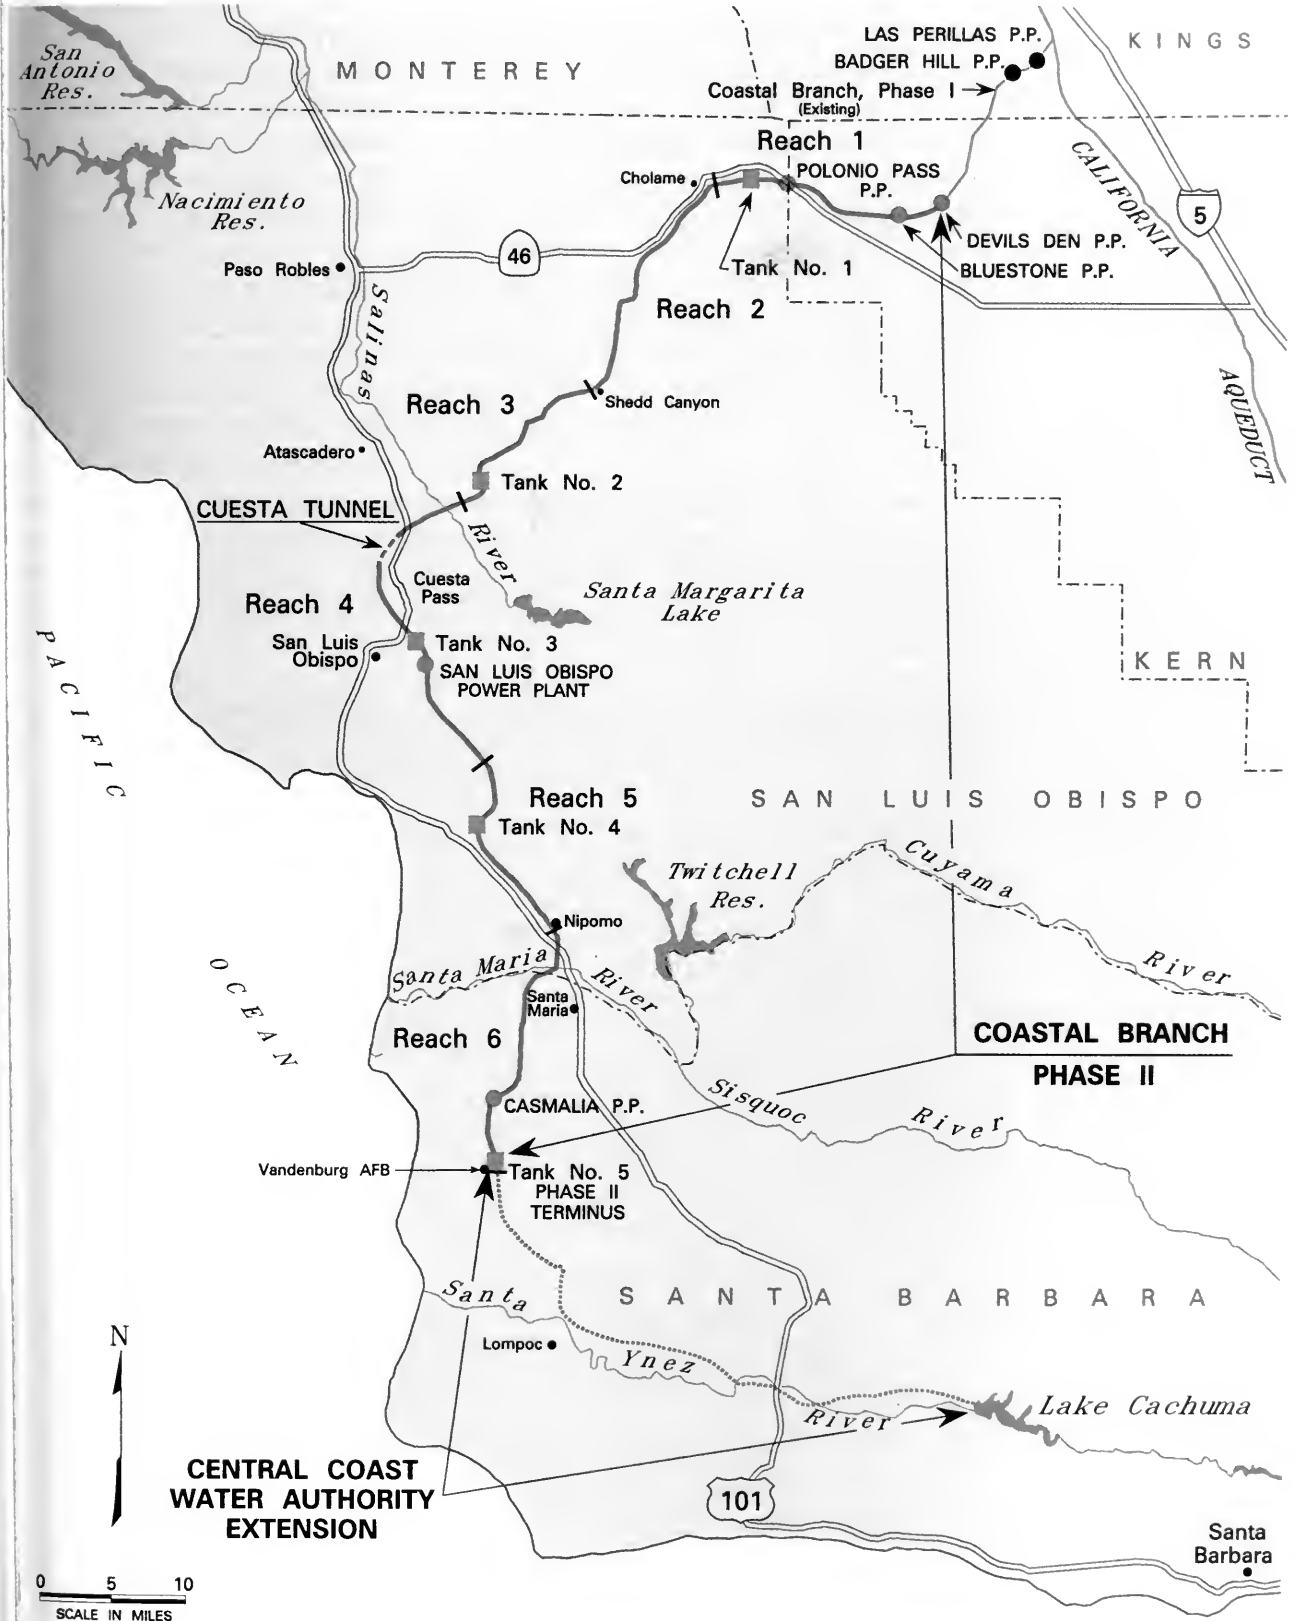 LAS PERILLAS P.P.
KINGS
San
Antonio
Res.
MONTEREY
BADGER HILL P.P.
Coastal Branch, Phase I
(Existing)
Reach 1
CALIFORNIA
AQUEDUCT
Cholame
POLONIO PASS
P.P.
Nacimiento
Res.
5
46
DEVILS DEN P.P.
BLUESTONE P.P.
Paso Robles
Tank No. 1
Salinas
River
Reach 2
Reach 3
Shedd Canyon
Atascadero
Tank No. 2
CUESTA TUNNEL
Cuesta
Pass
Santa Margarita
Lake
Reach 4
San Luis
Obispo
Tank No. 3
SAN LUIS OBISPO
POWER PLANT
KERN
PACIFIC
OCEAN
Reach 5
SAN LUIS OBISPO
Tank No. 4
Twitchell
Res.
Cuyama
River
Nipomo
Santa Maria
River
Santa
Maria
Reach 6
COASTAL BRANCH
PHASE II
Sisquoc
River
CASMALIA P.P.
Vandenburg AFB
Tank No. 5
PHASE II
TERMINUS
SANTA BARBARA
Santa
Ynez
River
N
Lompoc
Lake Cachuma
CENTRAL COAST
WATER AUTHORITY
EXTENSION
101
Santa
Barbara
0 5 10
SCALE IN MILES